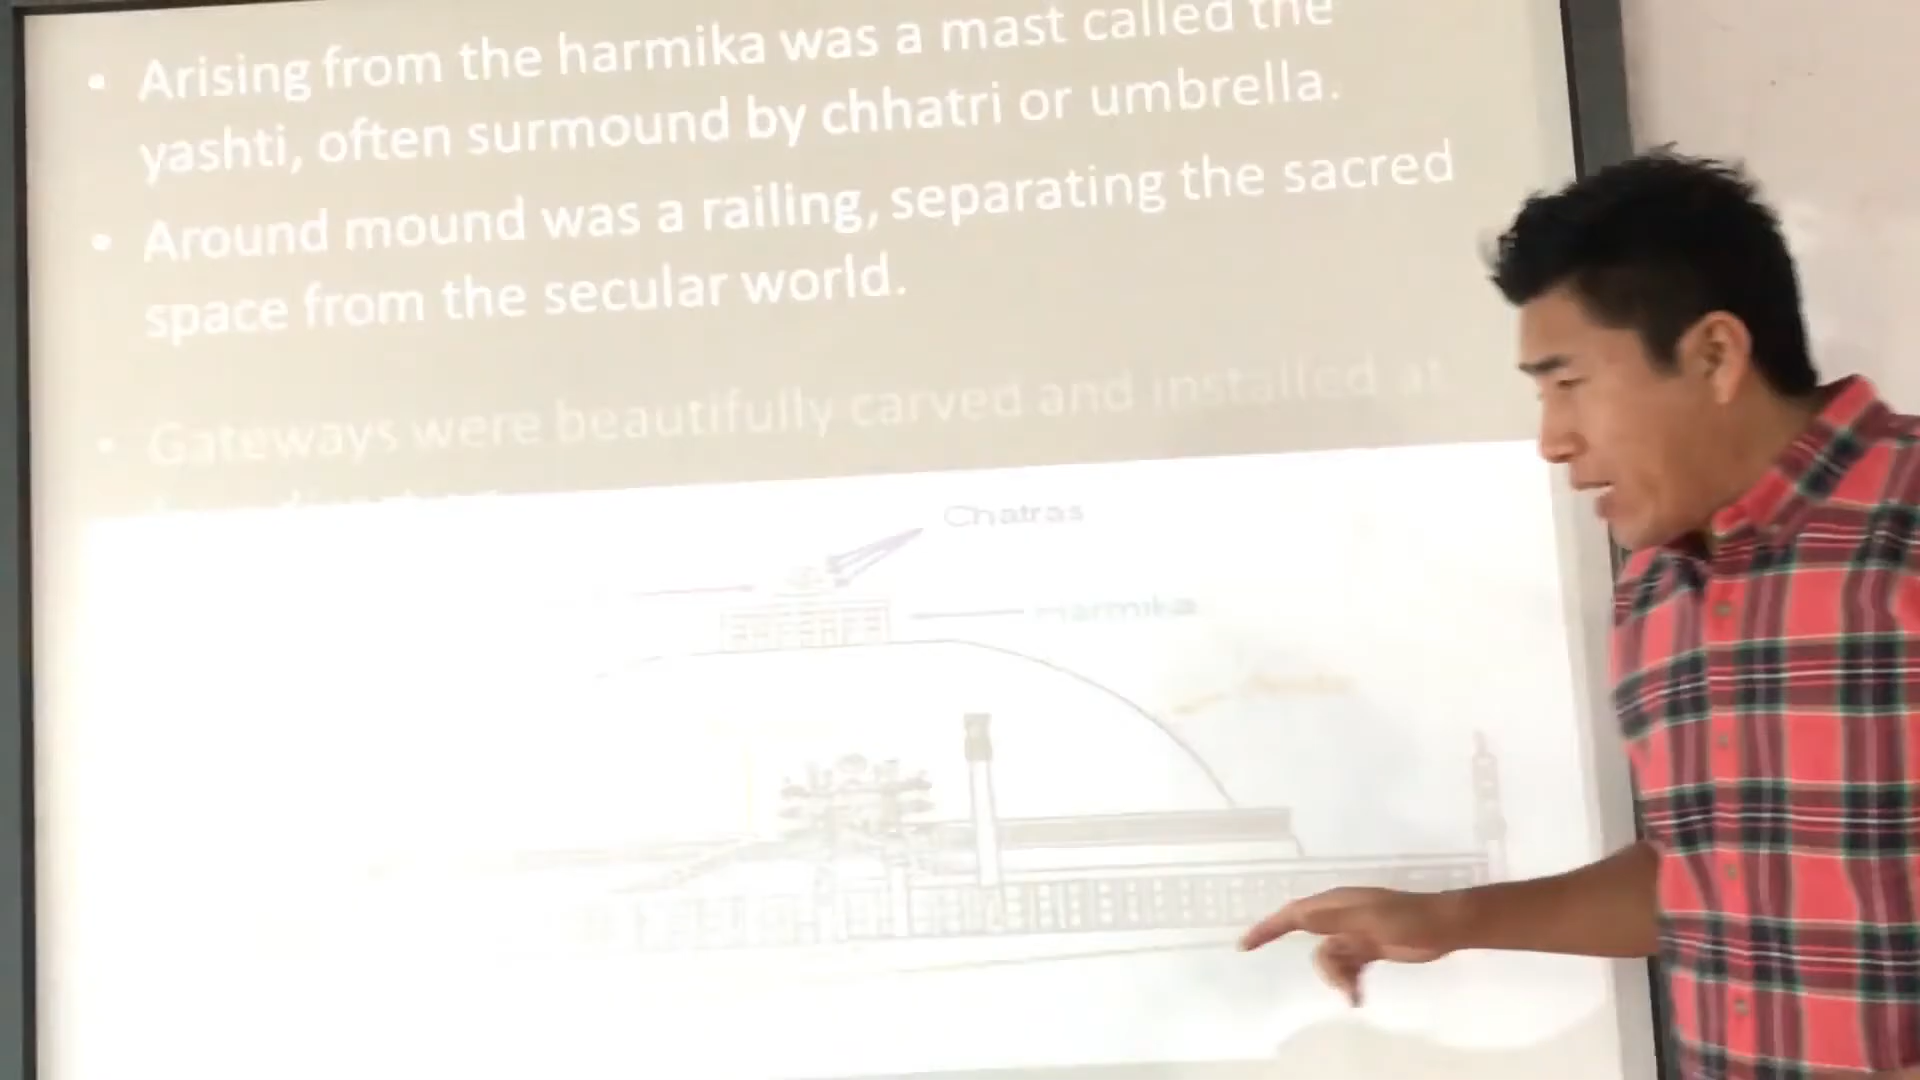 • Arising from the harmika was a mast called the
yashti, often surmound by chhatri or umbrella.
• Around mound was a railing, separating the sacred
space from the secular world.
• Gateways were beautifully carved and installed at
Chatras
Harmika